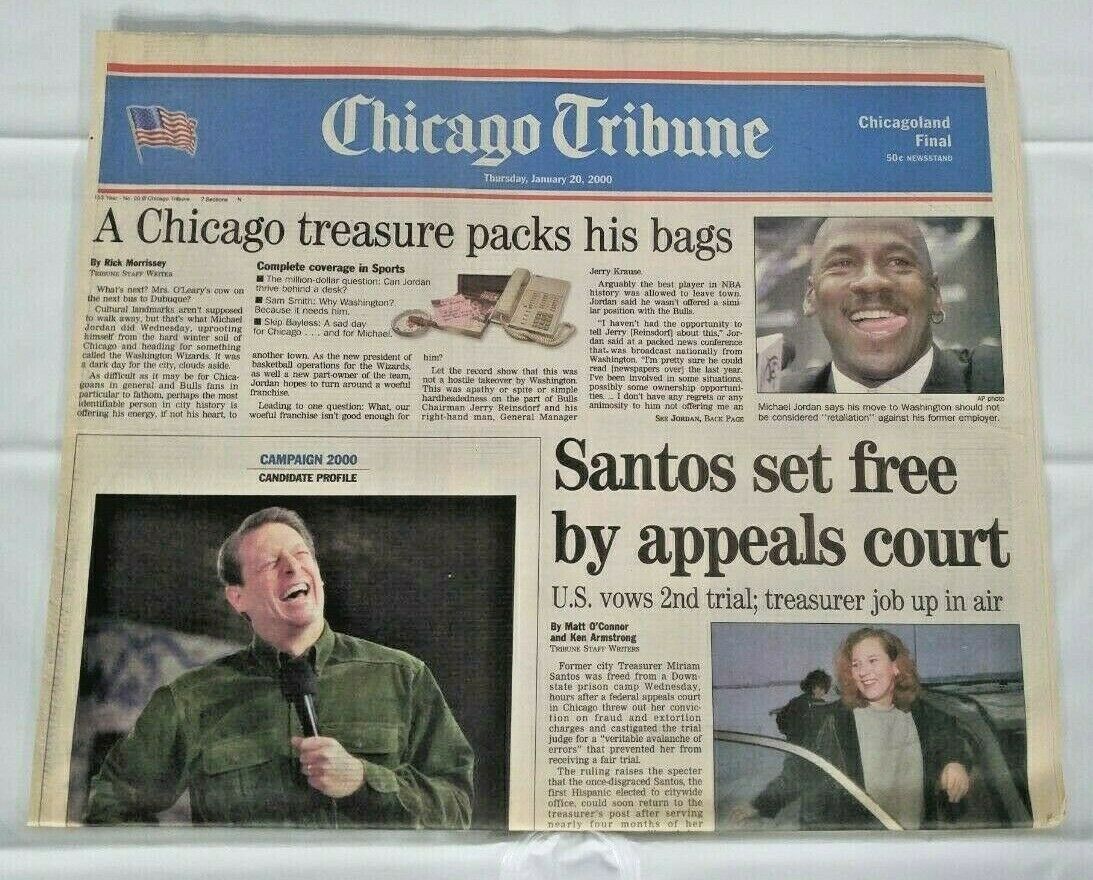 Chicago Tribune
Chicagoland
Final
50¢ NEWSSTAND
Thursday, January 20, 2000
153 Year - No. 20 © Chicago Tribune 7 Sections N
A Chicago treasure packs his bags
By Rick Morrissey
TRIBUNE STAFF WRITER
What's next? Mrs. O'Leary's cow on
the next bus to Dubuque?
Cultural landmarks aren't supposed
to walk away, but that's what Michael
Jordan did Wednesday, uprooting
himself from the hard winter soil of
Chicago and heading for something
called the Washington Wizards. It was
a dark day for the city, clouds aside.
As difficult as it may be for Chica-
goans in general and Bulls fans in
particular to fathom, perhaps the most
identifiable person in city history is
offering his energy, if not his heart, to
Complete coverage in Sports
■ The million-dollar question: Can Jordan
thrive behind a desk?
■ Sam Smith: Why Washington?
Because it needs him.
■ Skip Bayless: A sad day
for Chicago . . . . and for Michael.
another town. As the new president of
basketball operations for the Wizards,
as well a new part-owner of the team,
Jordan hopes to turn around a woeful
franchise.
Leading to one question: What, our
woeful franchise isn't good enough for
him?
Let the record show that this was
not a hostile takeover by Washington.
This was apathy or spite or simple
hardheadedness on the part of Bulls
Chairman Jerry Reinsdorf and his
right-hand man, General Manager
Jerry Krause.
Arguably the best player in NBA
history was allowed to leave town.
Jordan said he wasn't offered a simi-
lar position with the Bulls.
"I haven't had the opportunity to
tell Jerry [Reinsdorf] about this," Jor-
dan said at a packed news conference
that was broadcast nationally from
Washington. "I'm pretty sure he could
read [newspapers over] the last year.
I've been involved in some situations,
possibly some ownership opportuni-
ties. ... I don't have any regrets or any
animosity to him not offering me an
SEE JORDAN, BACK PAGE
AP photo
Michael Jordan says his move to Washington should not
be considered "retaliation" against his former employer.
CAMPAIGN 2000
CANDIDATE PROFILE
Santos set free
by appeals court
U.S. vows 2nd trial; treasurer job up in air
By Matt O'Connor
and Ken Armstrong
TRIBUNE STAFF WRITERS
Former city Treasurer Miriam
Santos was freed from a Down-
state prison camp Wednesday,
hours after a federal appeals court
in Chicago threw out her convic-
tion on fraud and extortion
charges and castigated the trial
judge for a "veritable avalanche of
errors" that prevented her from
receiving a fair trial.
The ruling raises the specter
that the once-disgraced Santos, the
first Hispanic elected to citywide
office, could soon return to the
treasurer's post after serving
nearly four months of her